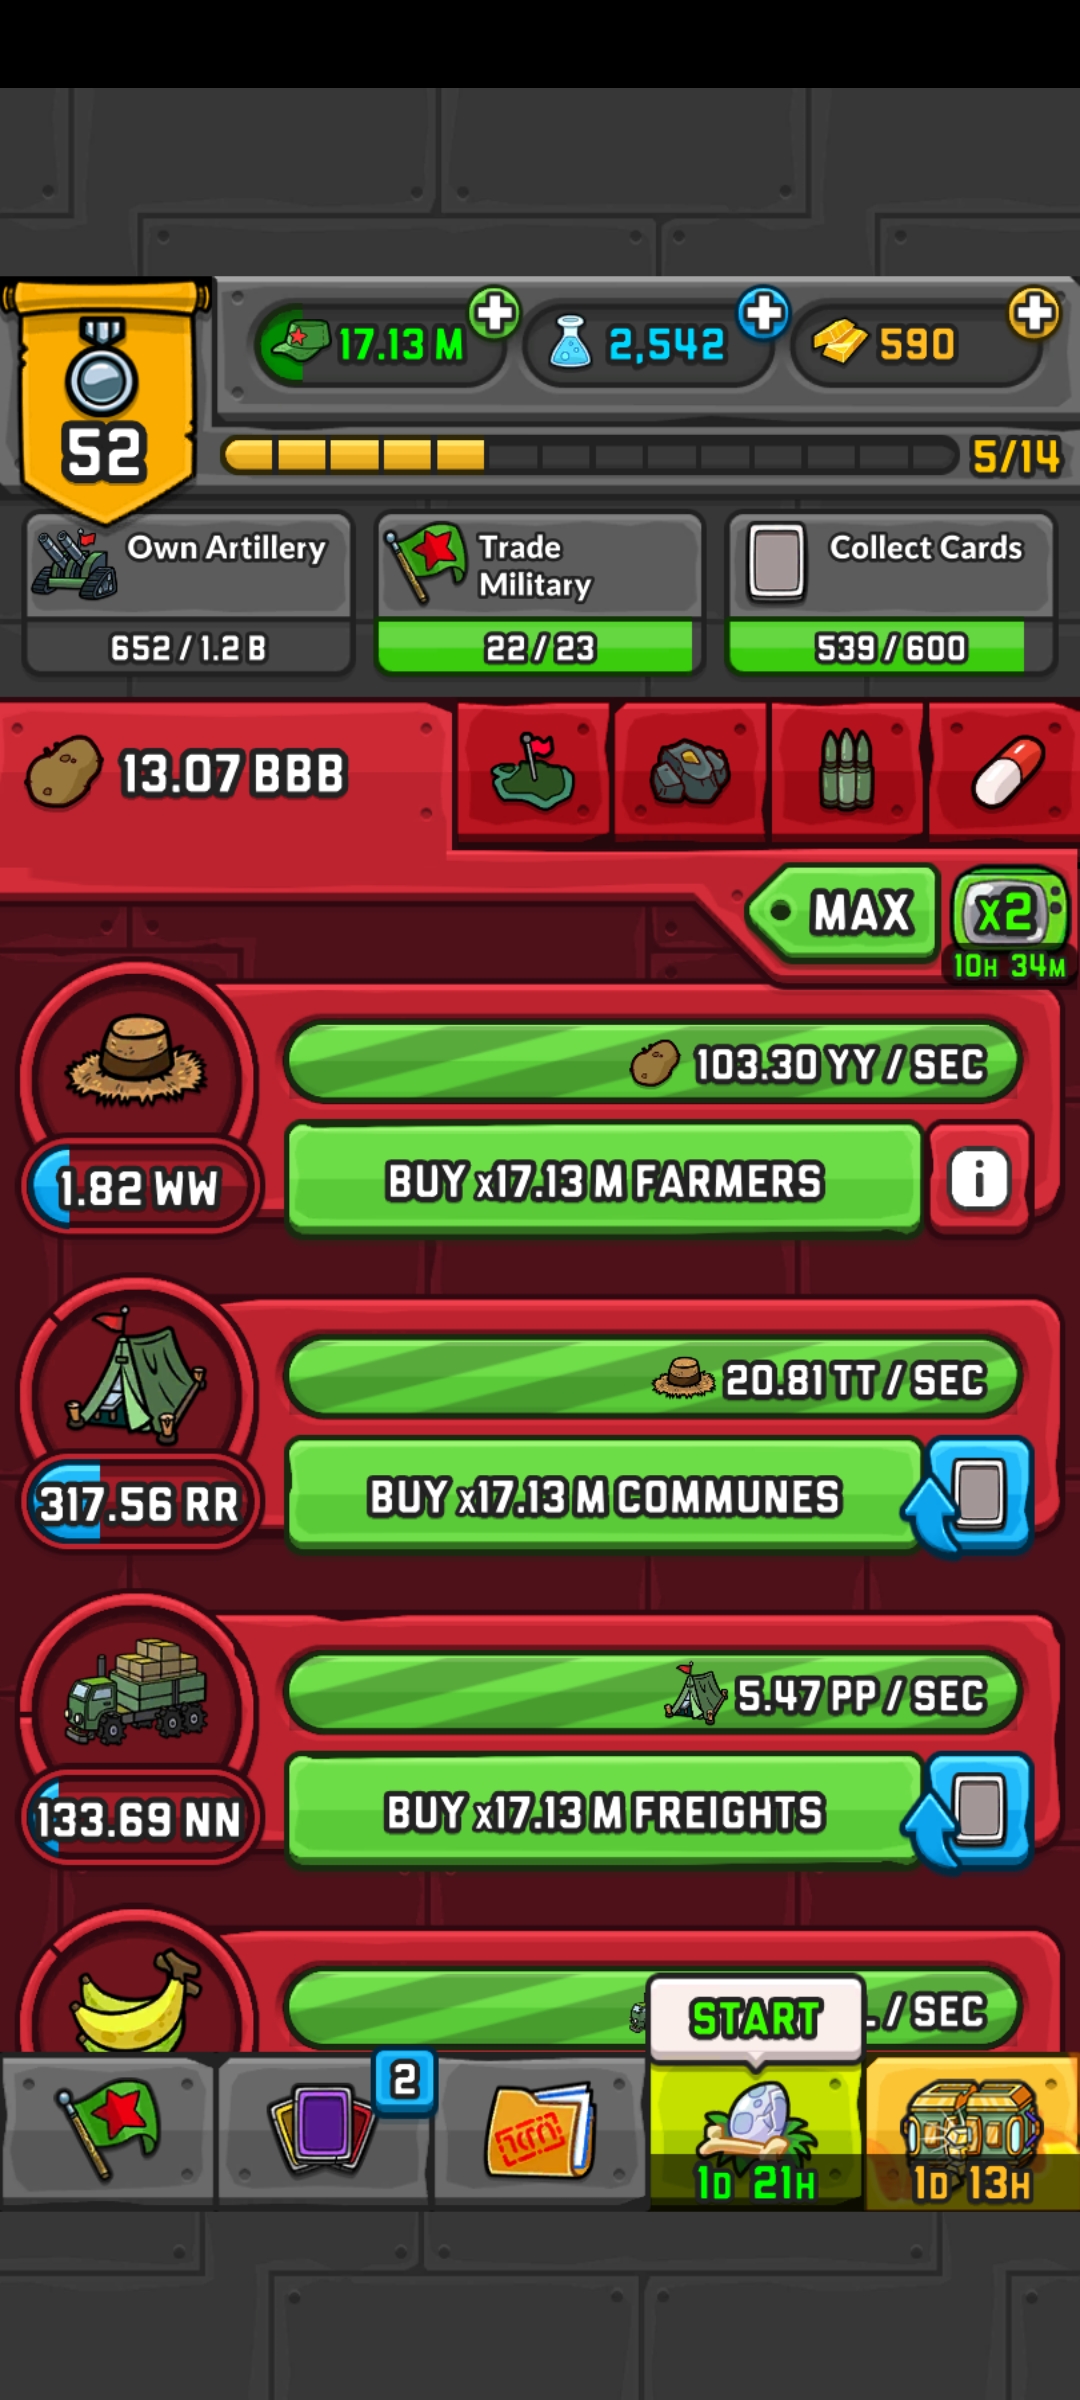 17.13 M
2,542
590
52
5/14
Own Artillery
652 / 1.2 B
Trade
Military
22 / 23
Collect Cards
539 / 600
13.07 BBB
MAX
x2
10H 34M
103.30 YY / SEC
1.82 WW
BUY x17.13 M FARMERS
i
20.81 TT / SEC
317.56 RR
BUY x17.13 M COMMUNES
5.47 PP / SEC
133.69 NN
BUY x17.13 M FREIGHTS
/ SEC
START
2
1D 21H
1D 13H